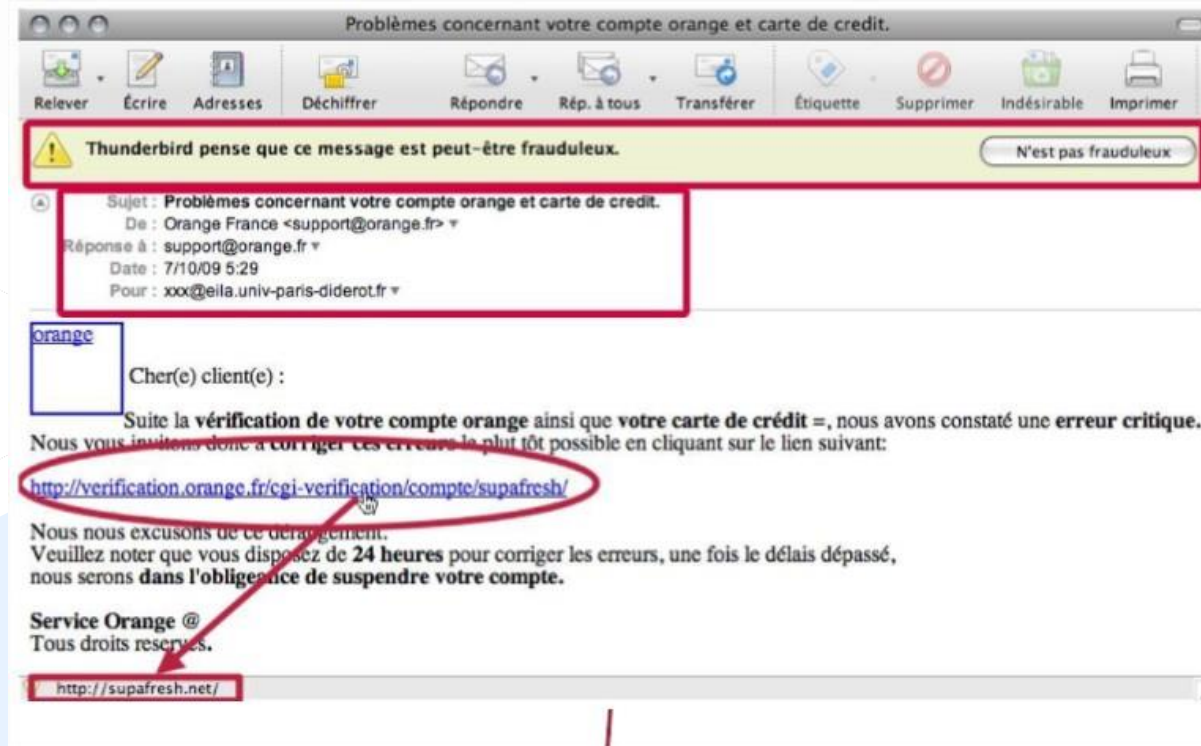 Problèmes concernant votre compte orange et carte de credit.
Relever Écrire Adresses Déchiffrer Répondre Rép. à tous Transférer Étiquette Supprimer Indésirable Imprimer
Thunderbird pense que ce message est peut-être frauduleux. N'est pas frauduleux
Sujet : Problèmes concernant votre compte orange et carte de credit.
De : Orange France <support@orange.fr>
Réponse à : support@orange.fr
Date : 7/10/09 5:29
Pour : xxx@eila.univ-paris-diderot.fr
orange
Cher(e) client(e) :
Suite la vérification de votre compte orange ainsi que votre carte de crédit =, nous avons constaté une erreur critique.
Nous vous invitons donc a corriger ces erreurs le plut tôt possible en cliquant sur le lien suivant:
http://verification.orange.fr/cgi-verification/compte/supafresh/
Nous nous excusons de ce dérangement.
Veuillez noter que vous disposez de 24 heures pour corriger les erreurs, une fois le délais dépassé,
nous serons dans l'obligeance de suspendre votre compte.
Service Orange @
Tous droits reserves.
http://supafresh.net/